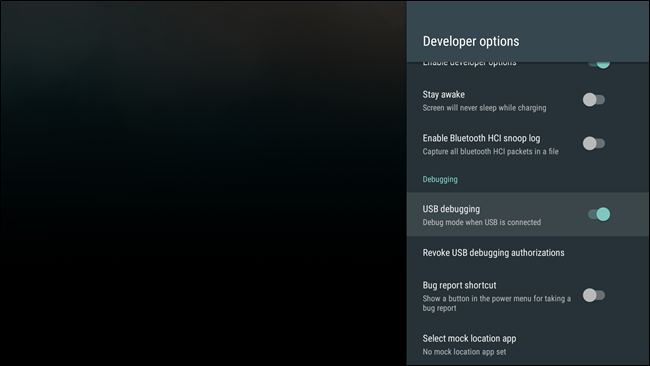 Developer options
Enable developer options
Stay awake
Screen will never sleep while charging
Enable Bluetooth HCI snoop log
Capture all bluetooth HCI packets in a file
Debugging
USB debugging
Debug mode when USB is connected
Revoke USB debugging authorizations
Bug report shortcut
Show a button in the power menu for taking a
bug report
Select mock location app
No mock location app set